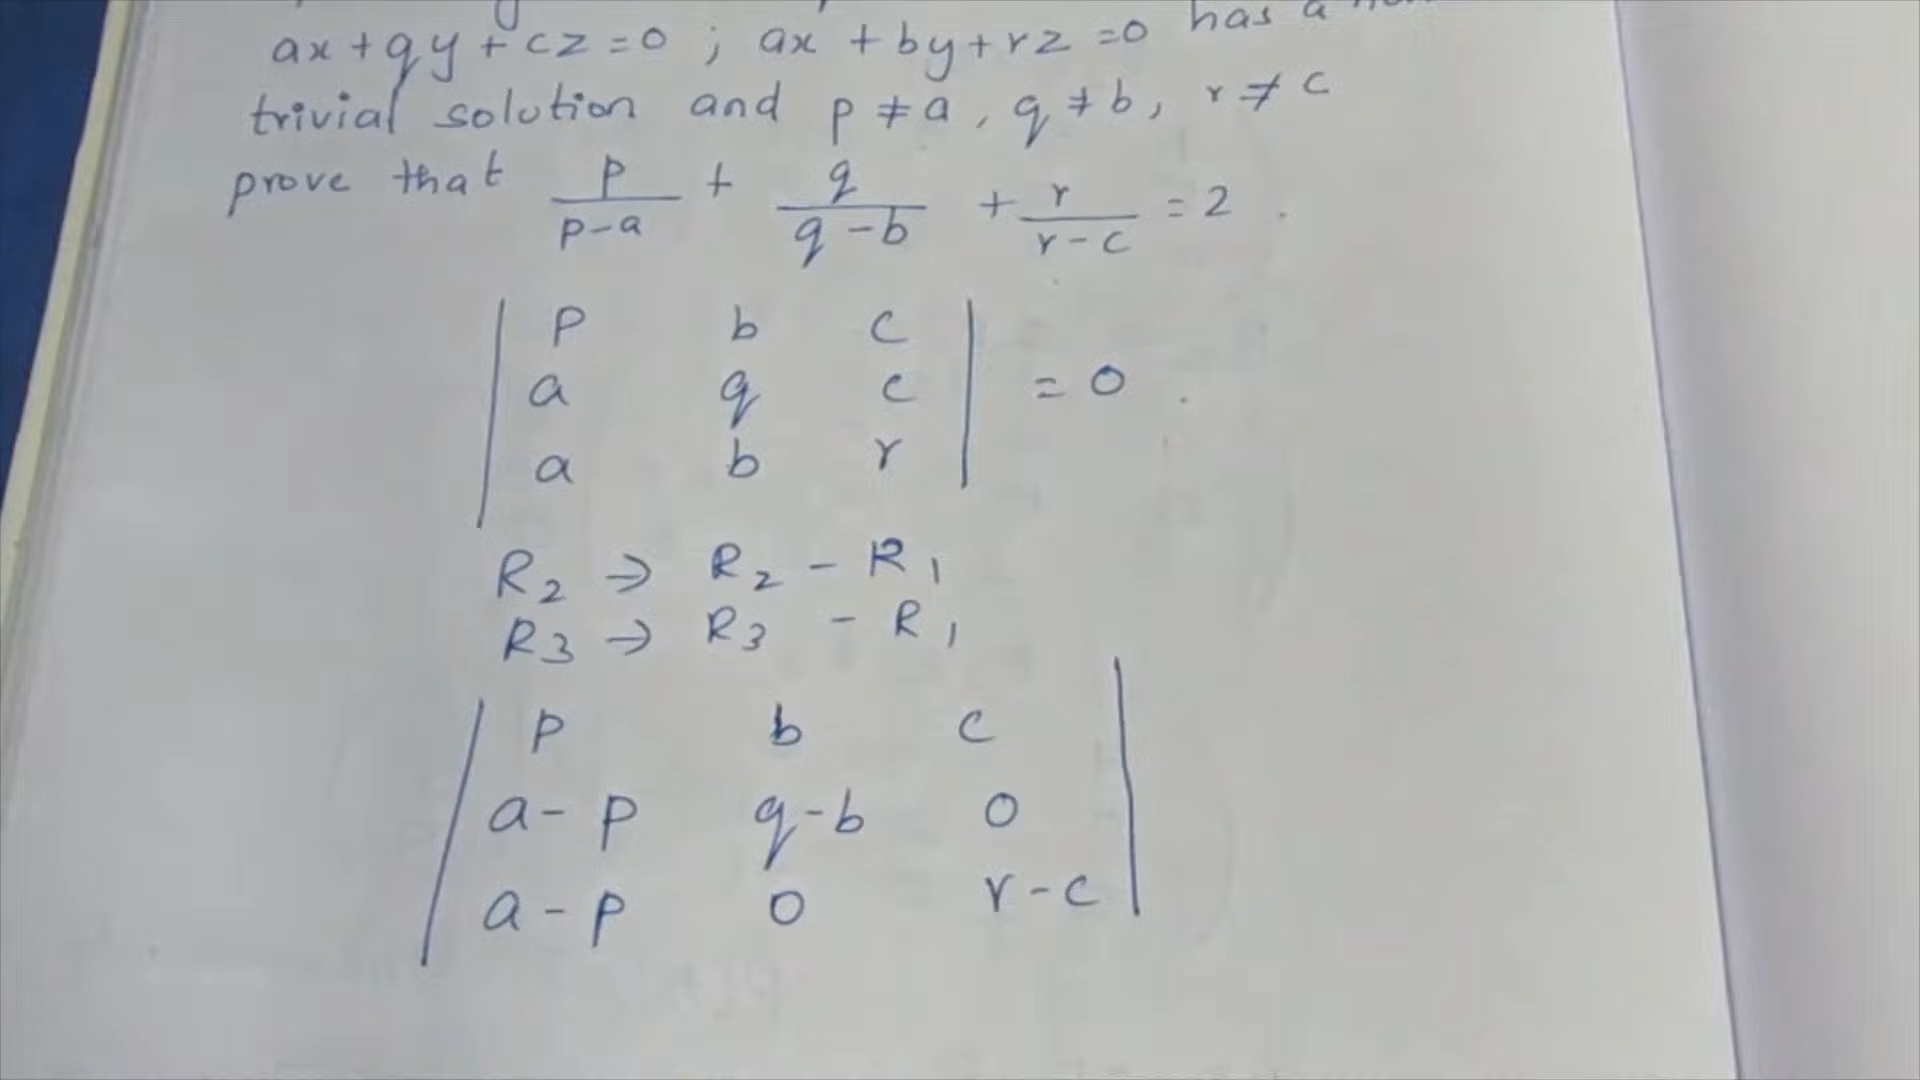 ax + qy + cz = 0 ; ax + by + rz = 0 has a
trivial solution and p ≠ a , q ≠ b, r ≠ c
prove that p/(p-a) + q/(q-b) + r/(r-c) = 2 .
| p b c |
| a q c | = 0 .
| a b r |
R2 → R2 - R1
R3 → R3 - R1
| p b c |
| a-p q-b 0 |
| a-p 0 r-c |